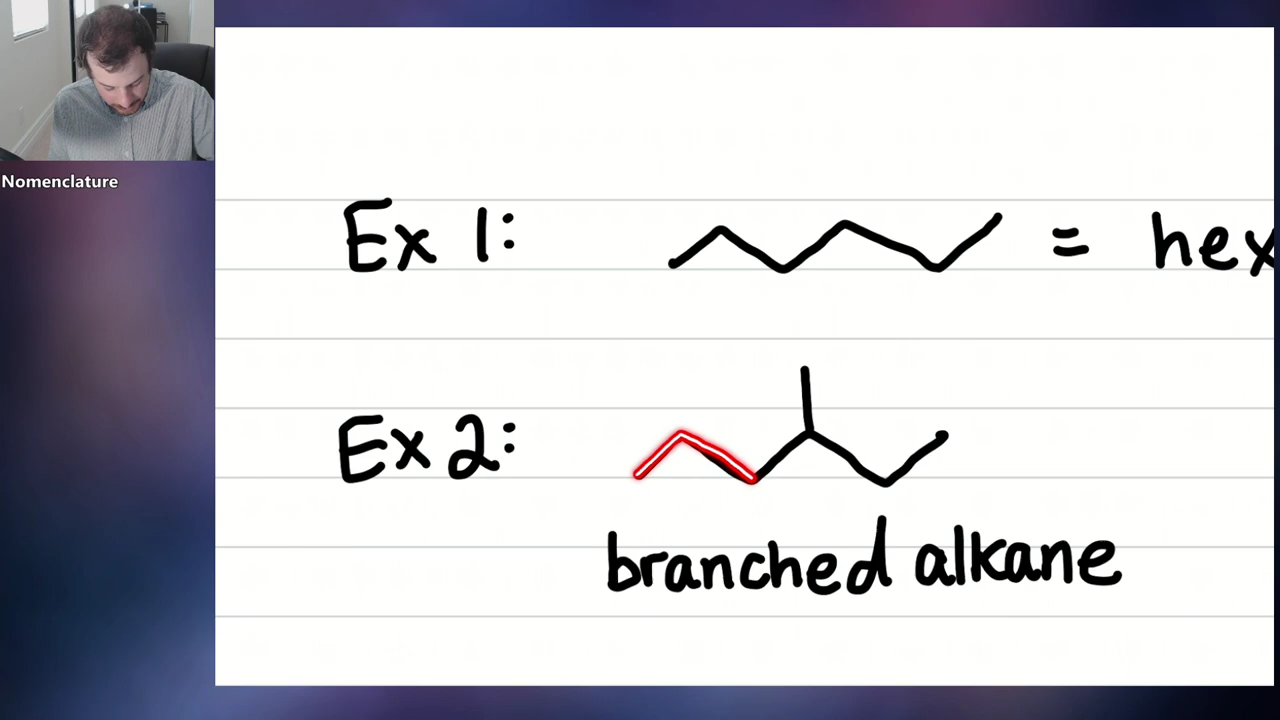 Nomenclature
Ex 1: = hex
Ex 2:
branched alkane